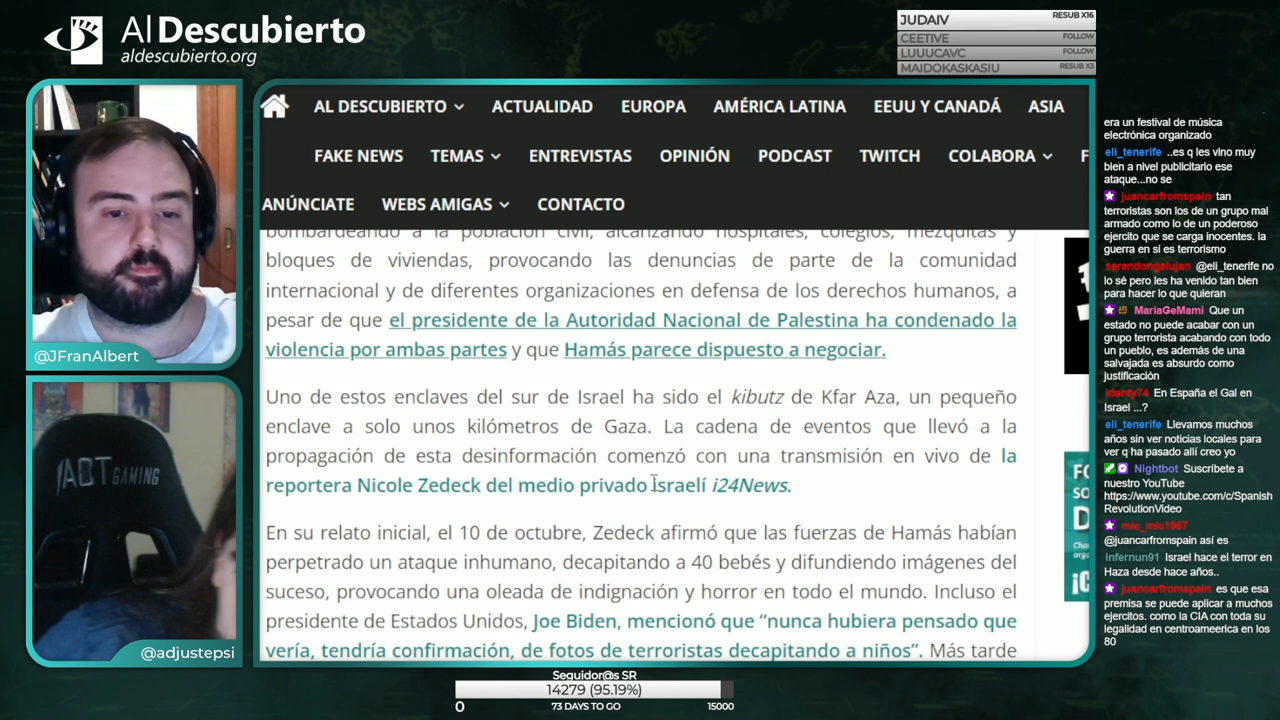 Al Descubierto
aldescubierto.org
JUDAIV RESUB X16
CEETIVE FOLLOW
LUUUCAVC FOLLOW
MAIDOKASKASIU RESUB X3
AL DESCUBIERTO ACTUALIDAD EUROPA AMÉRICA LATINA EEUU Y CANADÁ ASIA
FAKE NEWS TEMAS ENTREVISTAS OPINIÓN PODCAST TWITCH COLABORA F
ANÚNCIATE WEBS AMIGAS CONTACTO
bombardeando a la población civil, alcanzando hospitales, colegios, mezquitas y
bloques de viviendas, provocando las denuncias de parte de la comunidad
internacional y de diferentes organizaciones en defensa de los derechos humanos, a
pesar de que el presidente de la Autoridad Nacional de Palestina ha condenado la
violencia por ambas partes y que Hamás parece dispuesto a negociar.
Uno de estos enclaves del sur de Israel ha sido el kibutz de Kfar Aza, un pequeño
enclave a solo unos kilómetros de Gaza. La cadena de eventos que llevó a la
propagación de esta desinformación comenzó con una transmisión en vivo de la
reportera Nicole Zedeck del medio privado israelí i24News.
En su relato inicial, el 10 de octubre, Zedeck afirmó que las fuerzas de Hamás habían
perpetrado un ataque inhumano, decapitando a 40 bebés y difundiendo imágenes del
suceso, provocando una oleada de indignación y horror en todo el mundo. Incluso el
presidente de Estados Unidos, Joe Biden, mencionó que “nunca hubiera pensado que
vería, tendría confirmación, de fotos de terroristas decapitando a niños”. Más tarde
@JFranAlbert
AQT GAMING
@adjustepsi
era un festival de música
electrónica organizado
eli_tenerife ..es q les vino muy
bien a nivel publicitario ese
ataque...no se
juancarfromspain tan
terroristas son los de un grupo mal
armado como lo de un poderoso
ejercito que se carga inocentes. la
guerra en si es terrorismo
sarandongalujan @eli_tenerife no
lo sé pero les ha venido tan bien
para hacer lo que quieran
MariaGeMami Que un
estado no puede acabar con un
grupo terrorista acabando con todo
un pueblo, es además de una
salvajada es absurdo como
justificación
identy74 En España el Gal en
Israel ...?
eli_tenerife Llevamos muchos
años sin ver noticias locales para
ver q ha pasado allí creo yo
Nightbot Suscríbete a
nuestro YouTube
https://www.youtube.com/c/Spanish
RevolutionVideo
mic_mic1967
@juancarfromspain así es
infernun91 Israel hace el terror en
Haza desde hace años..
juancarfromspain es que esa
premisa se puede aplicar a muchos
ejercitos. como la CIA con toda su
legalidad en centroameerica en los
80
FO
SO
D
¡C
Seguidor@s SR
14279 (95.19%)
0 73 DAYS TO GO 15000